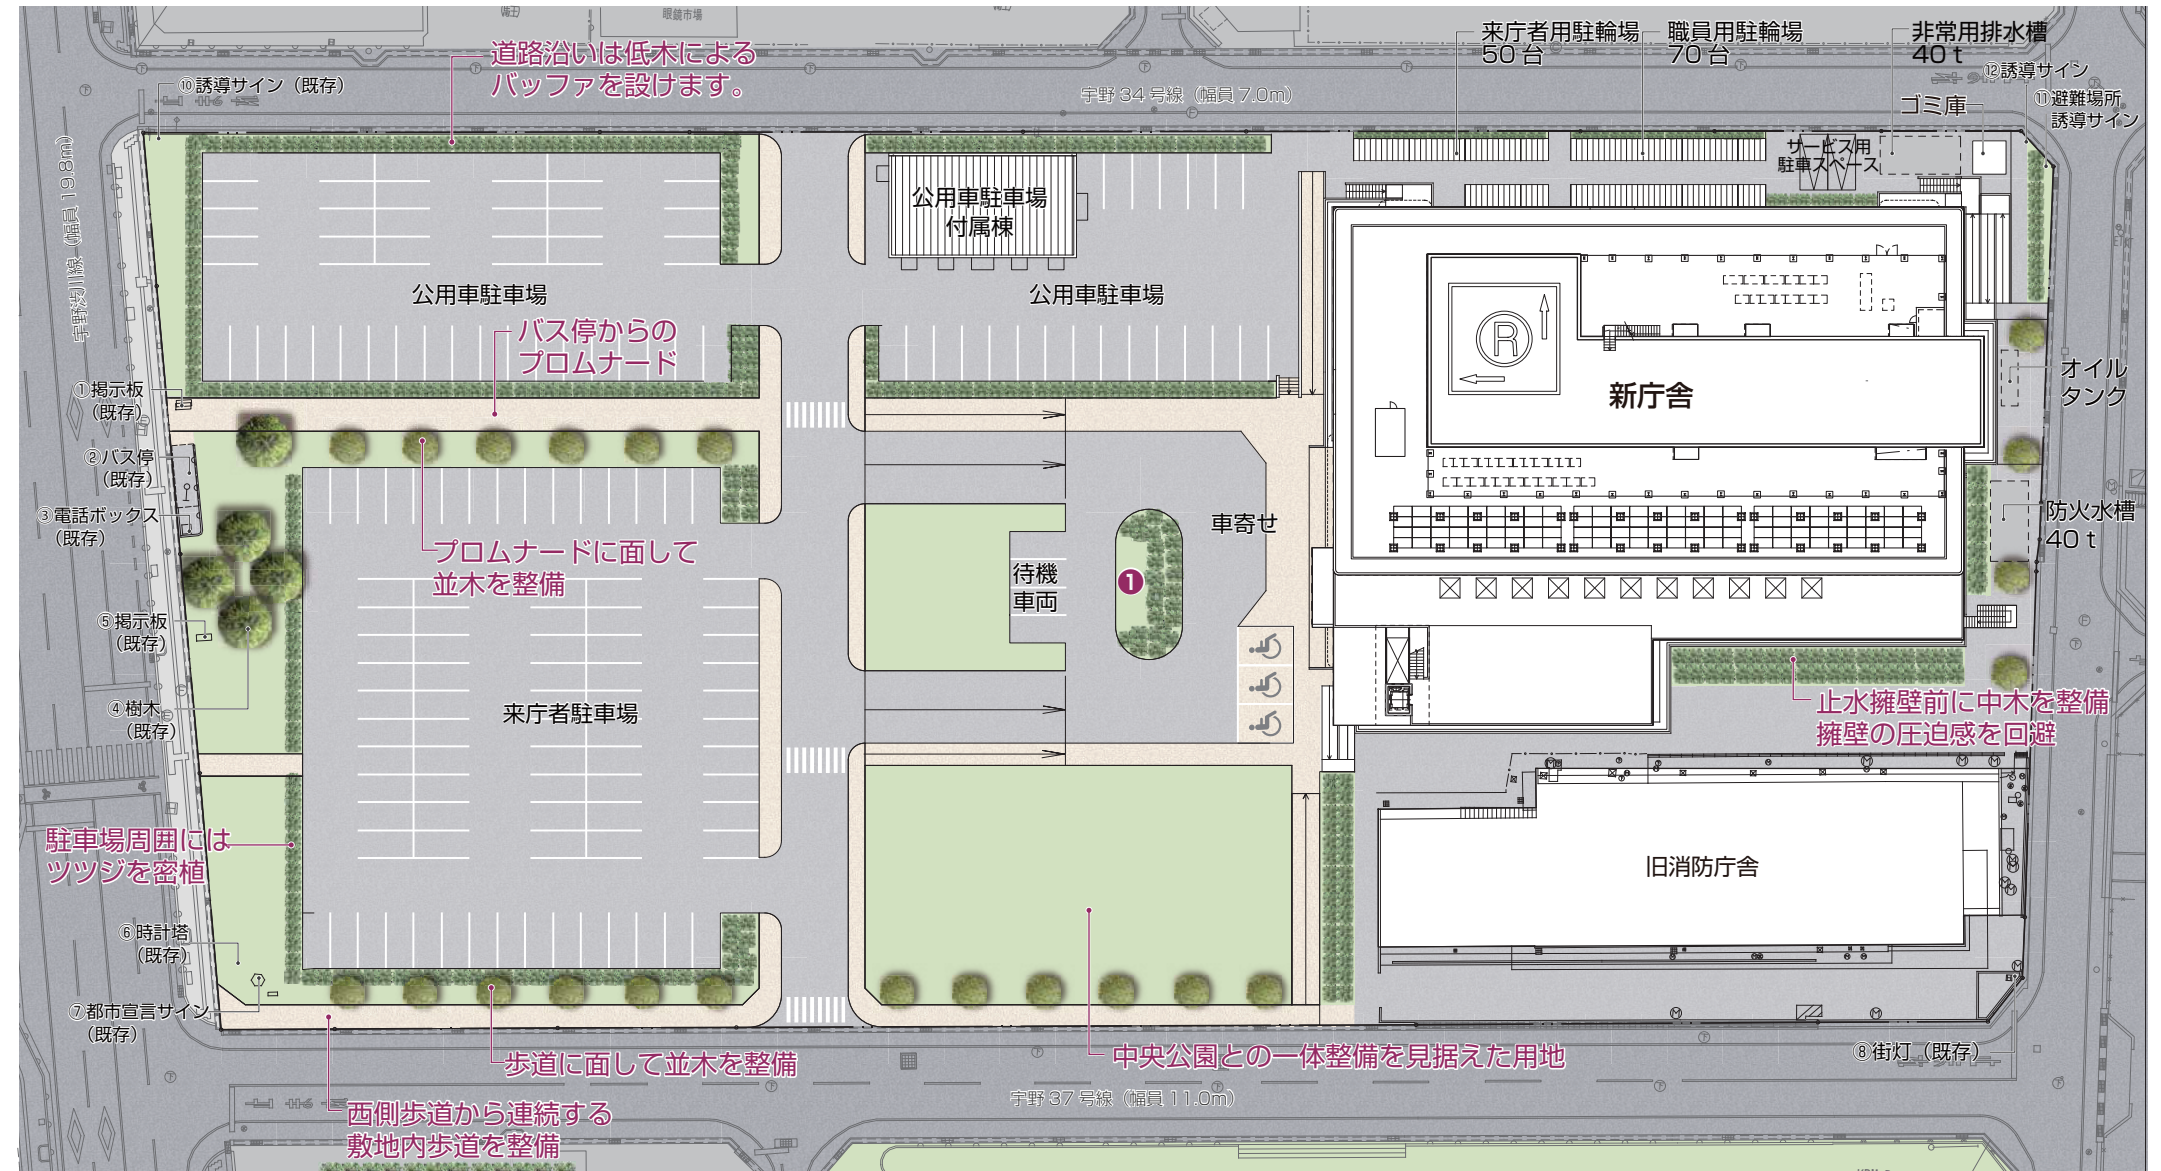 眼鏡市場
道路沿いは低木による
バッファを設けます。
来庁者用駐輪場
50台
職員用駐輪場
70台
非常用排水槽
40ｔ
⑩誘導サイン（既存）
⑫誘導サイン
宇野34号線（幅員7.0m）
ゴミ庫
⑪避難場所
誘導サイン
宇野渋川線（幅員 19.8m）
サービス用
駐車スペース
公用車駐車場
付属棟
公用車駐車場
公用車駐車場
バス停からの
プロムナード
R
オイル
タンク
①掲示板
（既存）
新庁舎
②バス停
（既存）
③電話ボックス
（既存）
車寄せ
防火水槽
40ｔ
プロムナードに面して
並木を整備
待機
車両
❶
⑤掲示板
（既存）
④樹木
（既存）
来庁者駐車場
止水擁壁前に中木を整備
擁壁の圧迫感を回避
駐車場周囲には
ツツジを密植
旧消防庁舎
⑥時計塔
（既存）
⑦都市宣言サイン
（既存）
歩道に面して並木を整備
中央公園との一体整備を見据えた用地
⑧街灯（既存）
宇野37号線（幅員11.0m）
西側歩道から連続する
敷地内歩道を整備